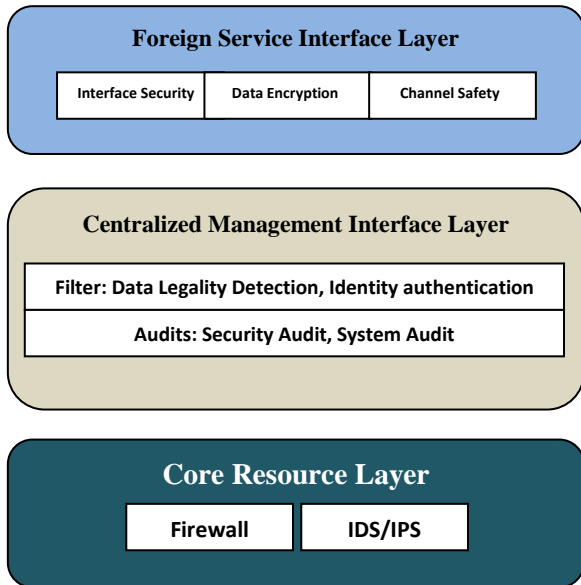 Foreign Service Interface Layer
Interface Security Data Encryption Channel Safety
Centralized Management Interface Layer
Filter: Data Legality Detection, Identity authentication
Audits: Security Audit, System Audit
Core Resource Layer
Firewall IDS/IPS